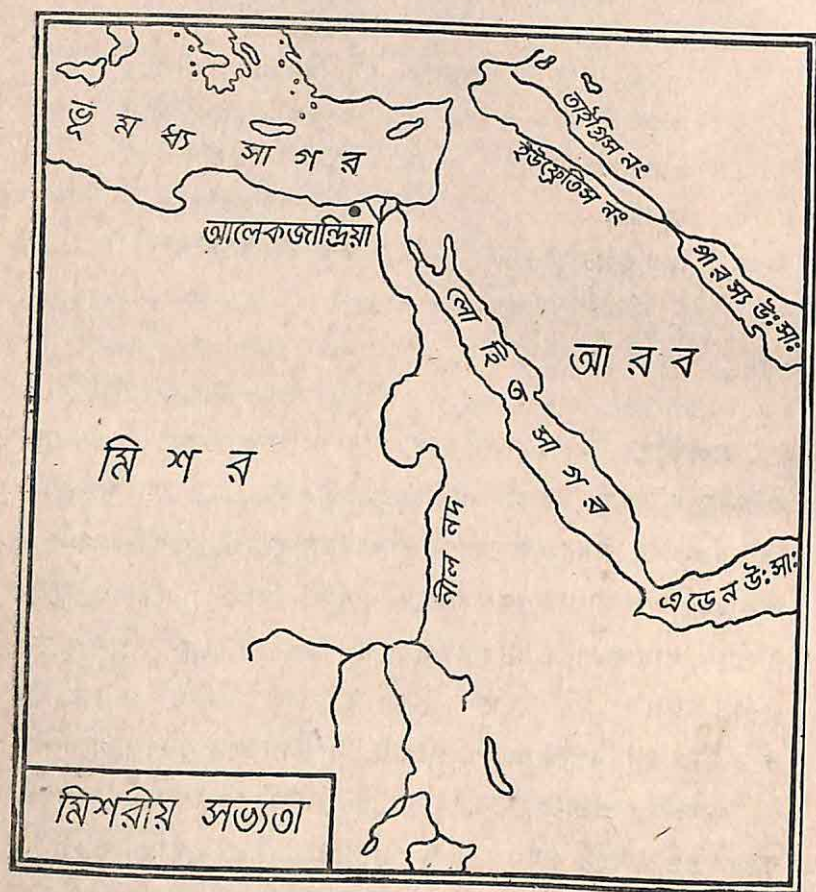 ভূমধ্য সাগর
তাইগ্রিস নং
ইউফ্রেতিস নং
আলেকজান্দ্রিয়া
পারস্য উঃ সাঃ
লোহিত সাগর
আরব
মিশর
নীল নদ
এডেন উঃ সাঃ
মিশরীয় সভ্যতা